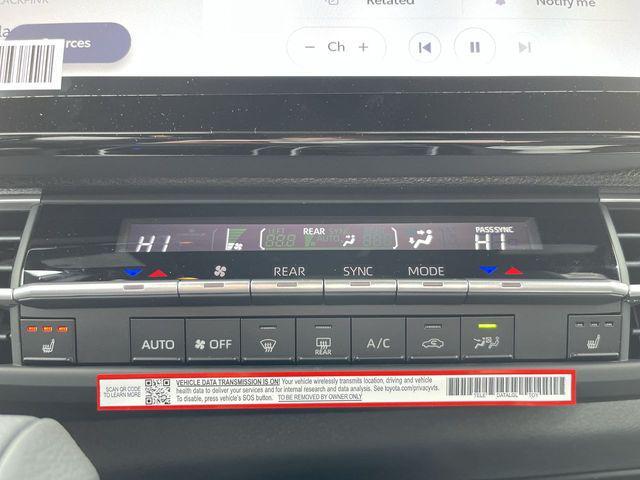 BLACKPINK
Related
Notify me
Ch
HI
LEFT
REAR SYNC
AUTO
PASSSYNC
HI
REAR SYNC MODE
AUTO
OFF
REAR
A/C
SCAN QR CODE
TO LEARN MORE
VEHICLE DATA TRANSMISSION IS ON! Your vehicle wirelessly transmits location, driving and vehicle
health data to deliver your services and for internal research and data analysis. See toyota.com/privacyvts.
To disable, press vehicle's SOS button. TO BE REMOVED BY OWNER ONLY